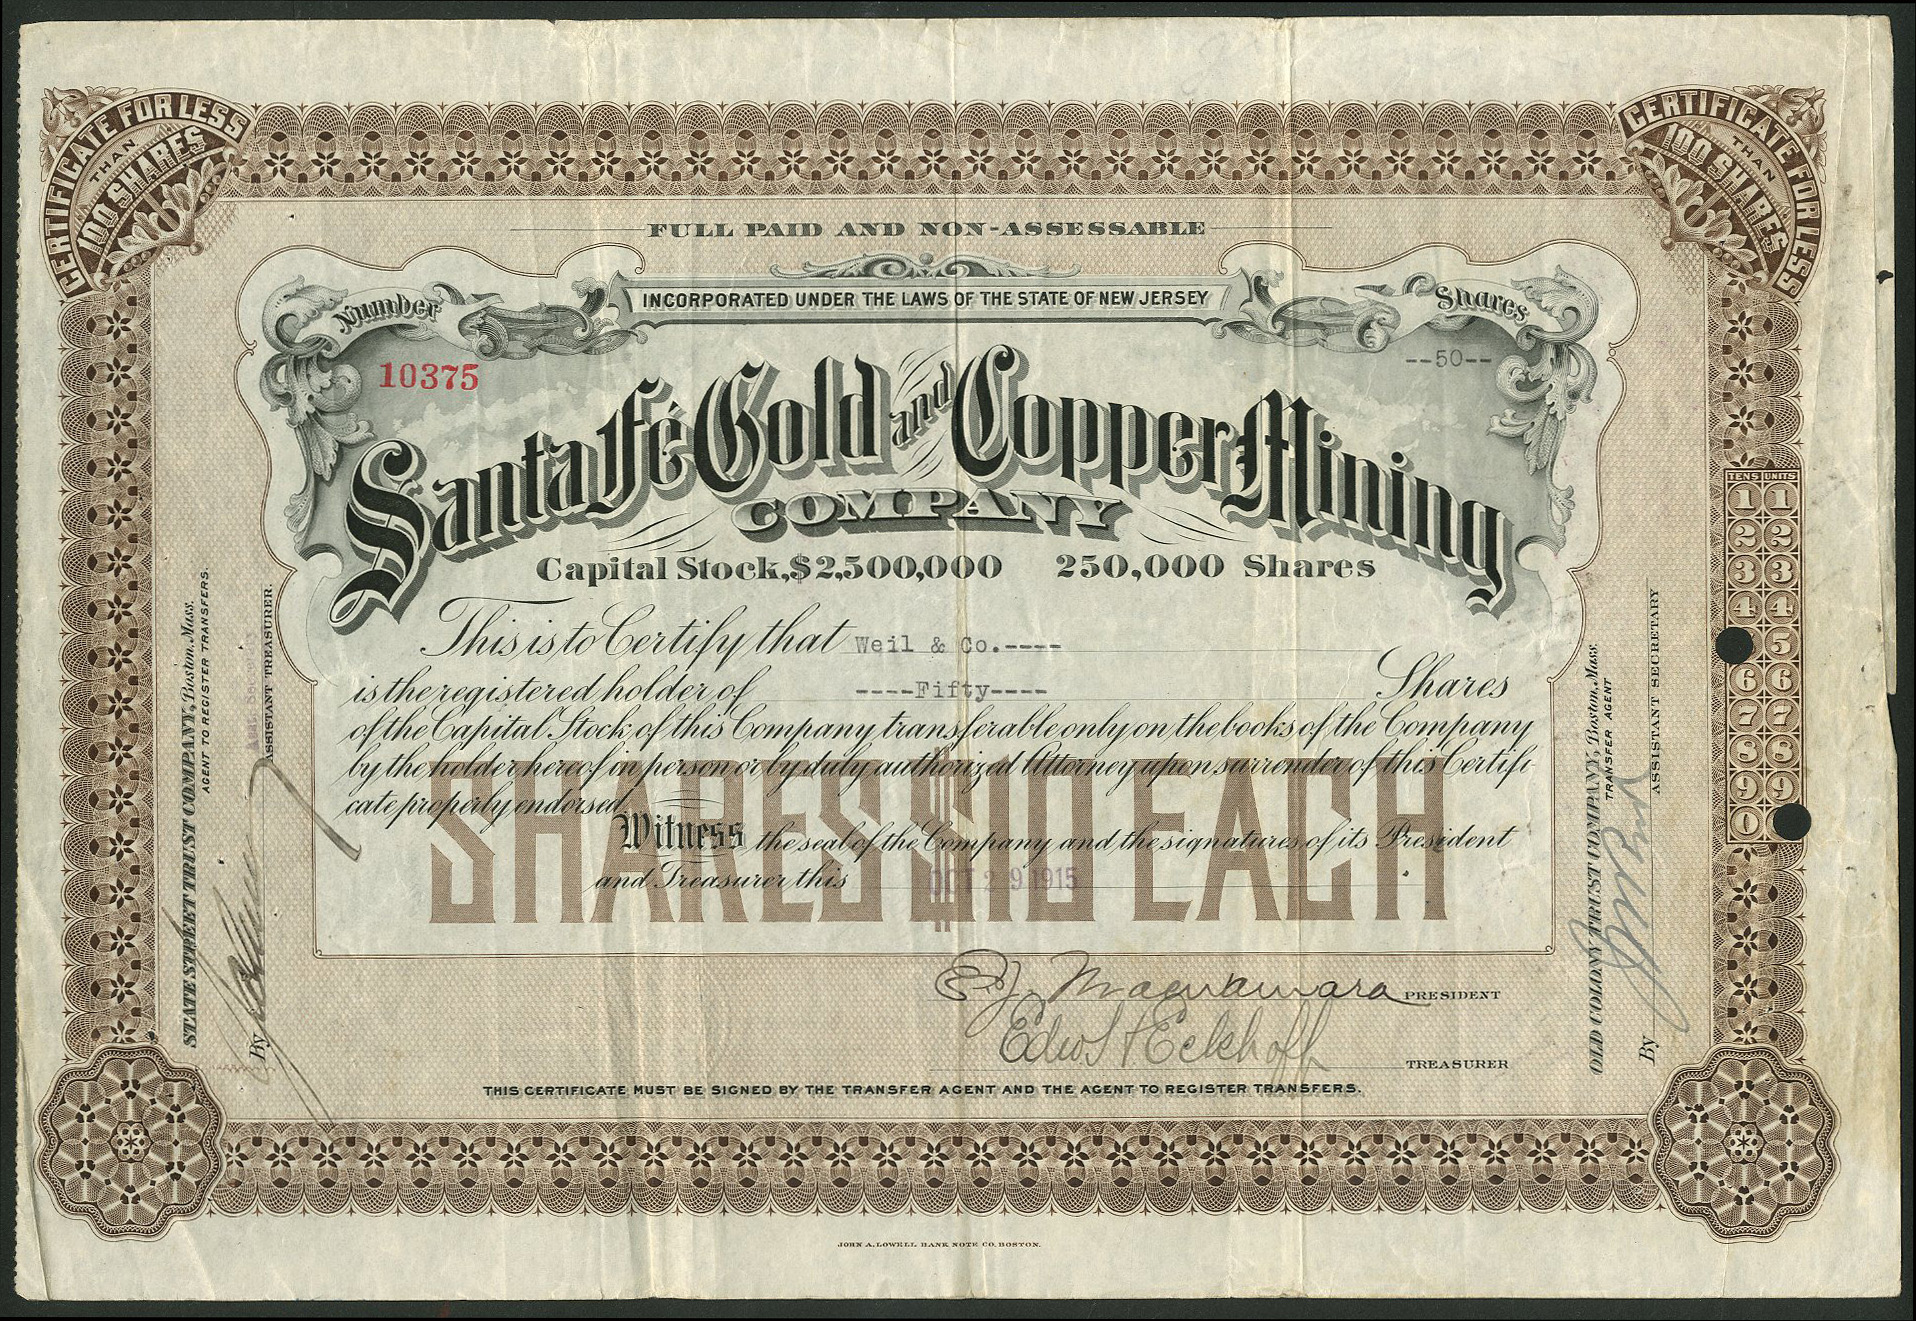 CERTIFICATE FOR LESS
THAN
100 SHARES
CERTIFICATE FOR LESS
THAN
100 SHARES
FULL PAID AND NON-ASSESSABLE
INCORPORATED UNDER THE LAWS OF THE STATE OF NEW JERSEY
Number
Shares
10375
--50--
Santa Fé Gold and Copper Mining
COMPANY
Capital Stock, $2,500,000 250,000 Shares
This is to Certify that Weil & Co.----
is the registered holder of ----Fifty---- Shares
of the Capital Stock of this Company transferable only on the books of the Company
by the holder hereof in person or by duly authorized Attorney upon surrender of this Certifi
cate properly endorsed.
Witness the seal of the Company and the signatures of its President
and Treasurer this OCT 29 1915
SHARES $10 EACH
PRESIDENT
Edw S Eckhoff
TREASURER
THIS CERTIFICATE MUST BE SIGNED BY THE TRANSFER AGENT AND THE AGENT TO REGISTER TRANSFERS.
STATE STREET TRUST COMPANY, Boston, Mass.
AGENT TO REGISTER TRANSFERS.
By
ASSISTANT TREASURER.
OLD COLONY TRUST COMPANY, Boston, Mass.
TRANSFER AGENT
By
ASSISTANT SECRETARY
TENS UNITS
1 1
2 2
3 3
4 4
5
6 6
7 7
8 8
9 9
0
JOHN A. LOWELL BANK NOTE CO. BOSTON.